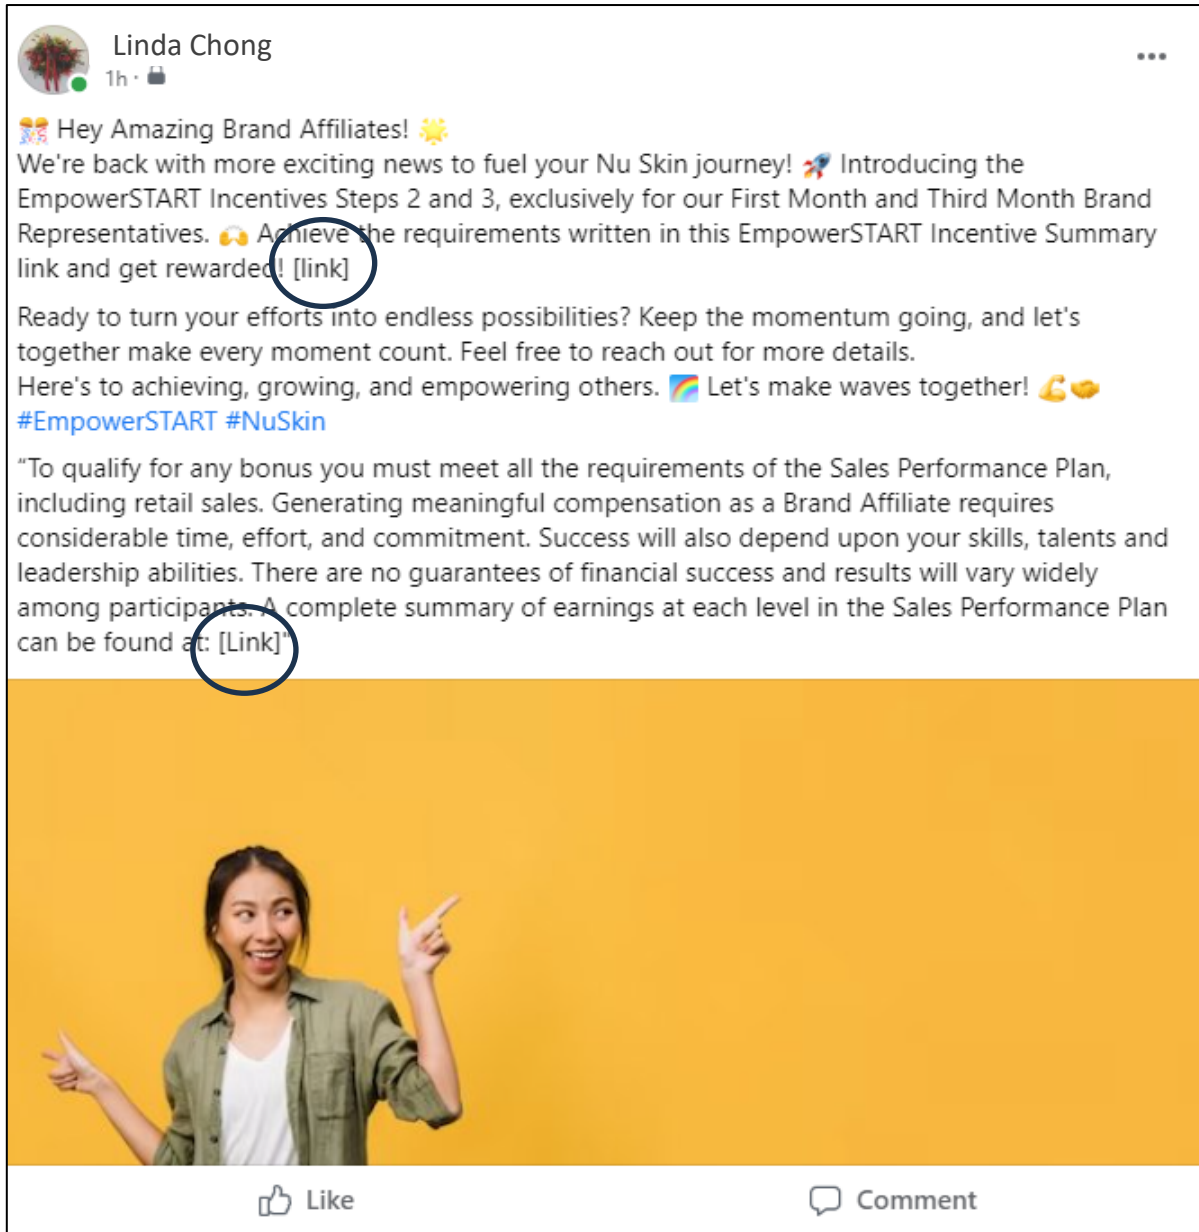 Linda Chong
1h ·
🎊 Hey Amazing Brand Affiliates! 🌟
We're back with more exciting news to fuel your Nu Skin journey! 🚀 Introducing the
EmpowerSTART Incentives Steps 2 and 3, exclusively for our First Month and Third Month Brand
Representatives. 🙌 Achieve the requirements written in this EmpowerSTART Incentive Summary
link and get rewarded! [link]
Ready to turn your efforts into endless possibilities? Keep the momentum going, and let's
together make every moment count. Feel free to reach out for more details.
Here's to achieving, growing, and empowering others. 🌈 Let's make waves together! 💪🤝
#EmpowerSTART #NuSkin
“To qualify for any bonus you must meet all the requirements of the Sales Performance Plan,
including retail sales. Generating meaningful compensation as a Brand Affiliate requires
considerable time, effort, and commitment. Success will also depend upon your skills, talents and
leadership abilities. There are no guarantees of financial success and results will vary widely
among participants. A complete summary of earnings at each level in the Sales Performance Plan
can be found at: [Link]"
Like
Comment